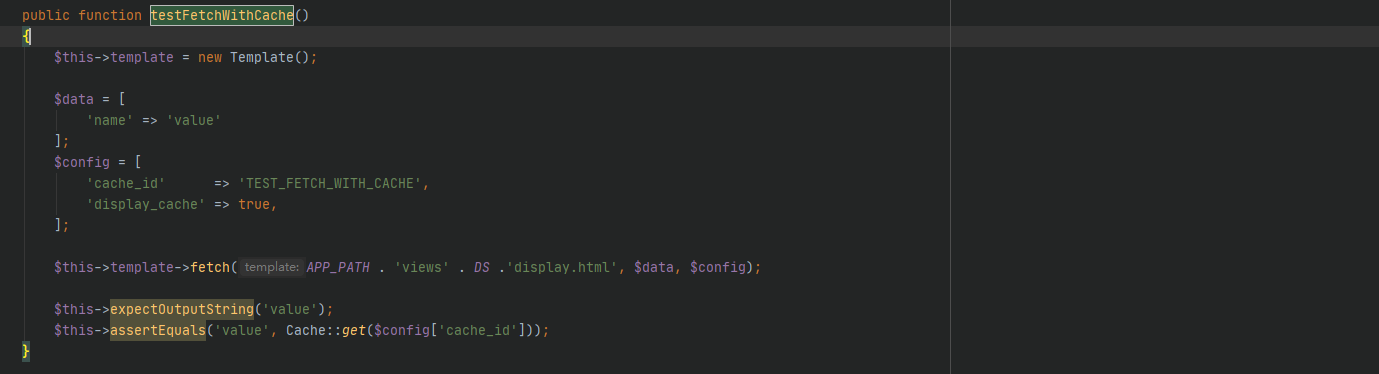 public function testFetchWithCache()
{
    $this->template = new Template();

    $data = [
        'name' => 'value'
    ];
    $config = [
        'cache_id'      => 'TEST_FETCH_WITH_CACHE',
        'display_cache' => true,
    ];

    $this->template->fetch( template: APP_PATH . 'views' . DS .'display.html', $data, $config);

    $this->expectOutputString('value');
    $this->assertEquals('value', Cache::get($config['cache_id']));
}